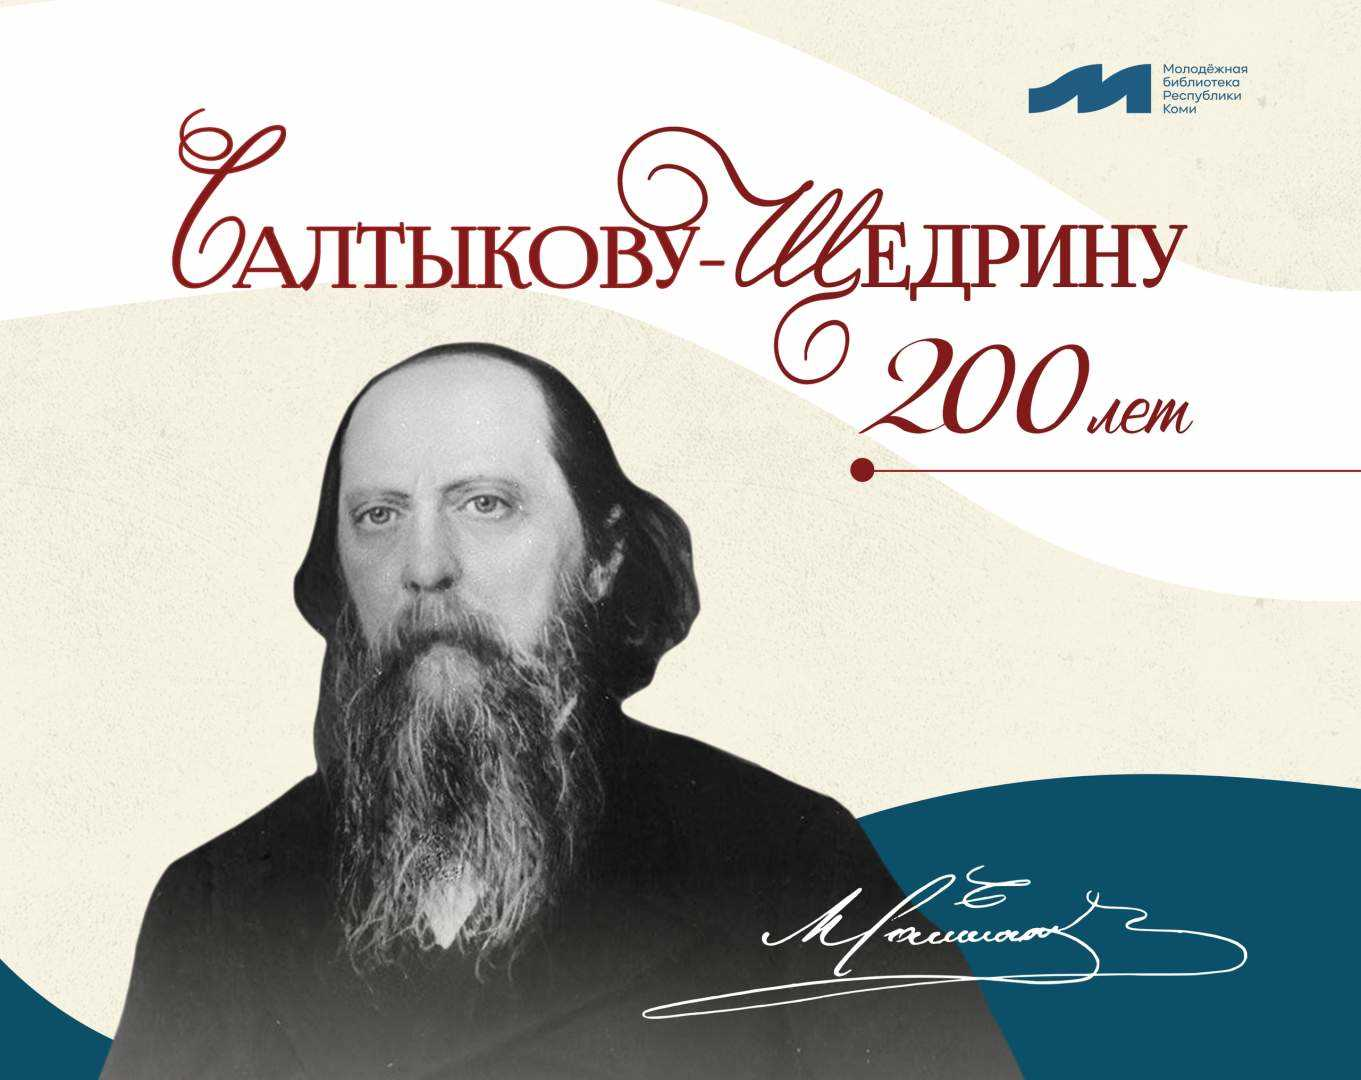 Молодёжная
библиотека
Республики
Коми
Салтыкову-Щедрину
200 лет